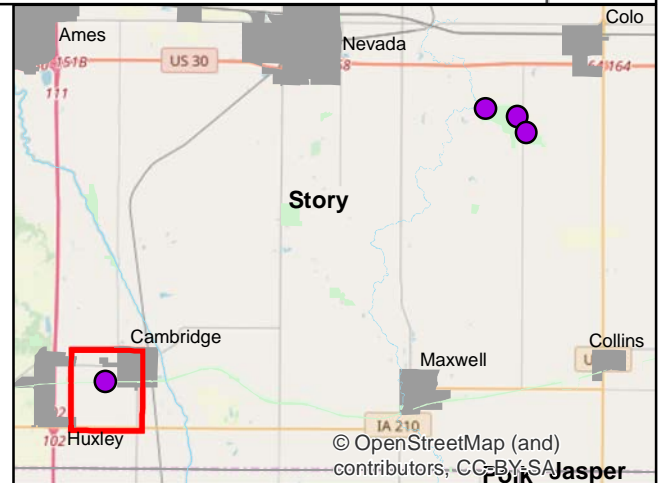 Colo
Ames
Nevada
US 30
111
Story
Cambridge
Collins
Maxwell
IA 210
Huxley
102
© OpenStreetMap (and)
contributors, CC-BY-SA
Polk Jasper